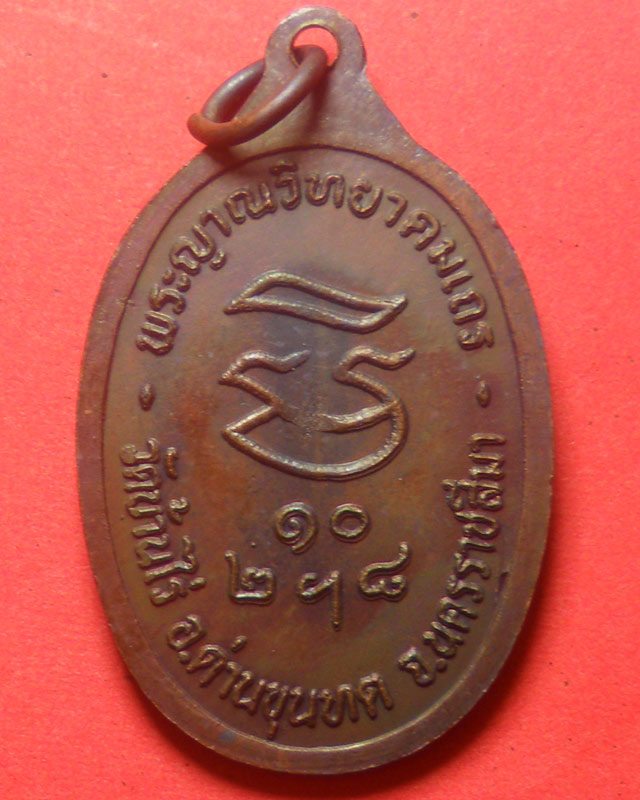 พระญาณวิทยาคมเถร
๑๐
๒ ๙ ๘
วัดบ้านไร่ อ.ด่านขุนทด จ.นครราชสีมา